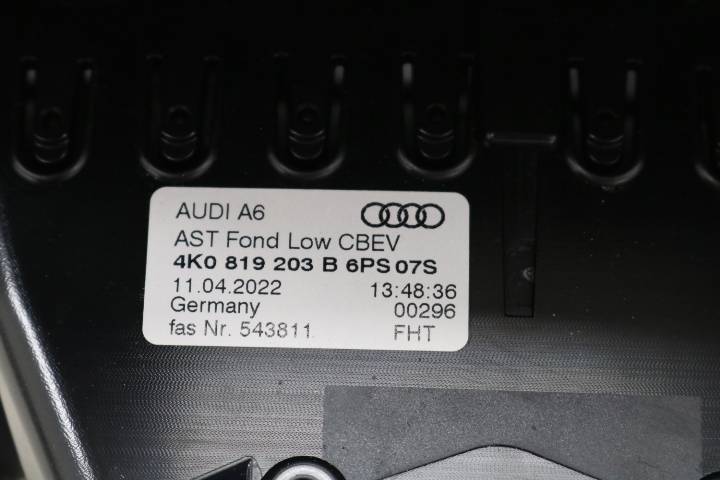 AUDI A6
AST Fond Low CBEV
4K0 819 203 B 6PS 07S
11.04.2022 13:48:36
Germany 00296
fas Nr. 543811 FHT